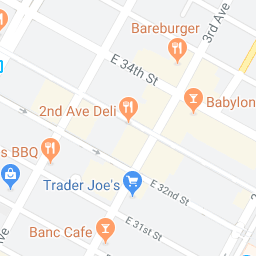 Bareburger
3rd Ave
E 34th St
Babylon
2nd Ave Deli
s BBQ
Trader Joe's
E 32nd St
E 31st St
Banc Cafe